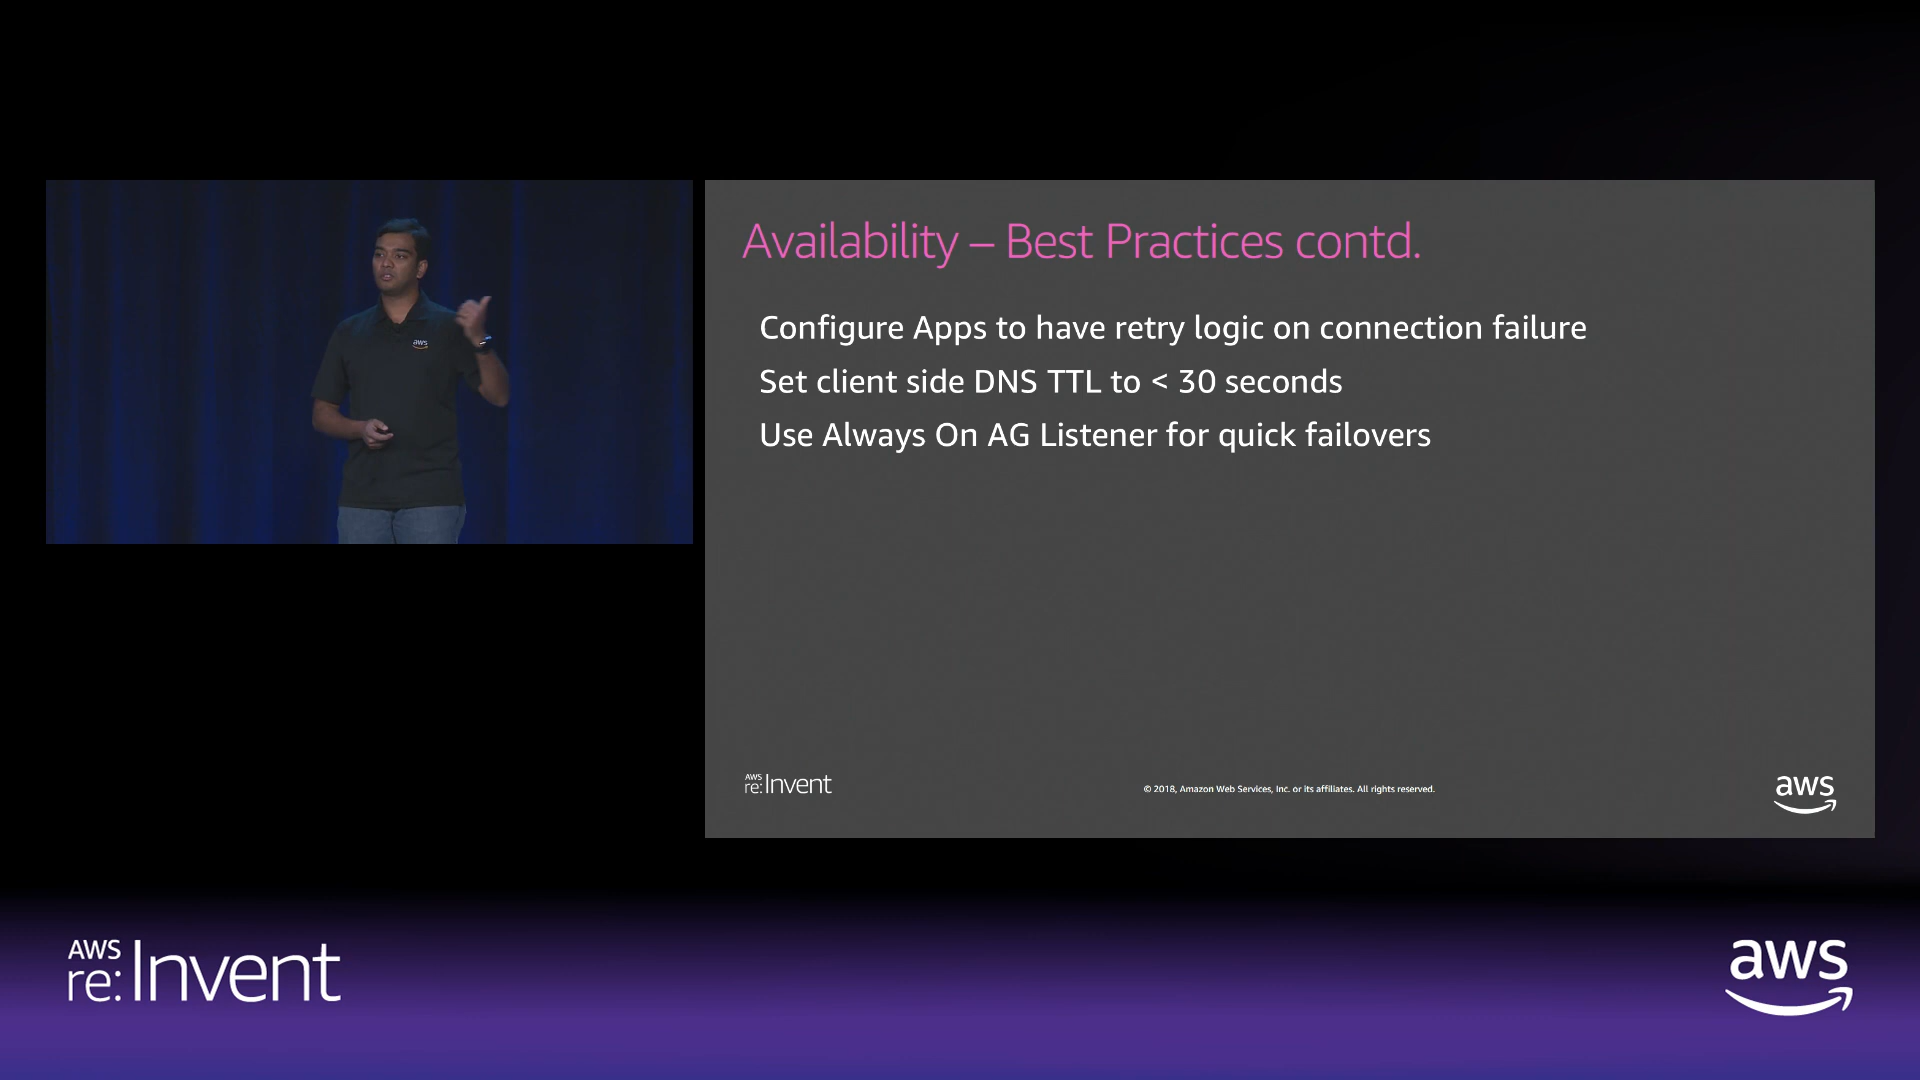 aws
Availability – Best Practices contd.
Configure Apps to have retry logic on connection failure
Set client side DNS TTL to < 30 seconds
Use Always On AG Listener for quick failovers
AWS
re:Invent
© 2018, Amazon Web Services, Inc. or its affiliates. All rights reserved.
aws
AWS
re:Invent
aws